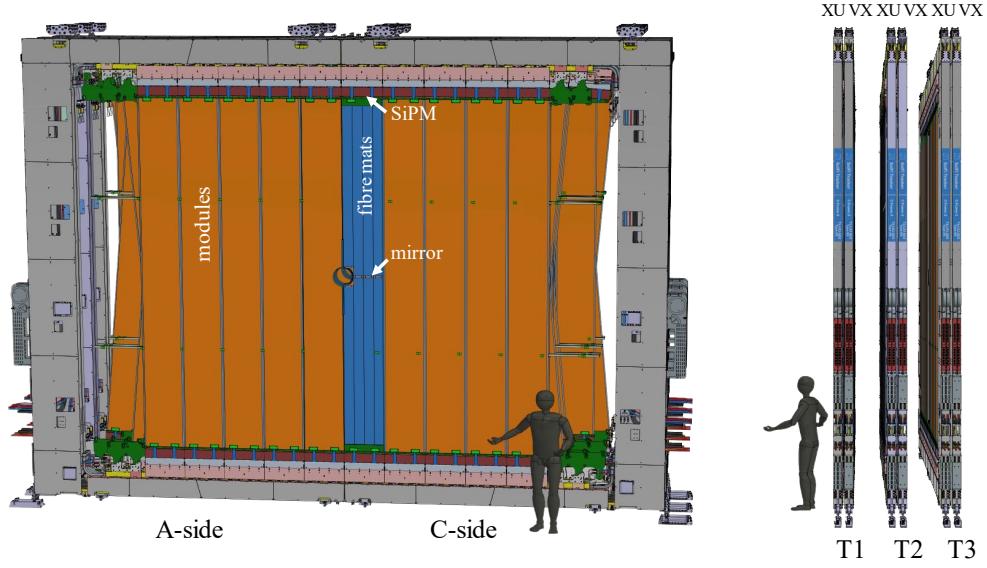 XU VX XU VX XU VX
SiPM
fibre mats
modules
mirror
A-side
C-side
T1
T2
T3